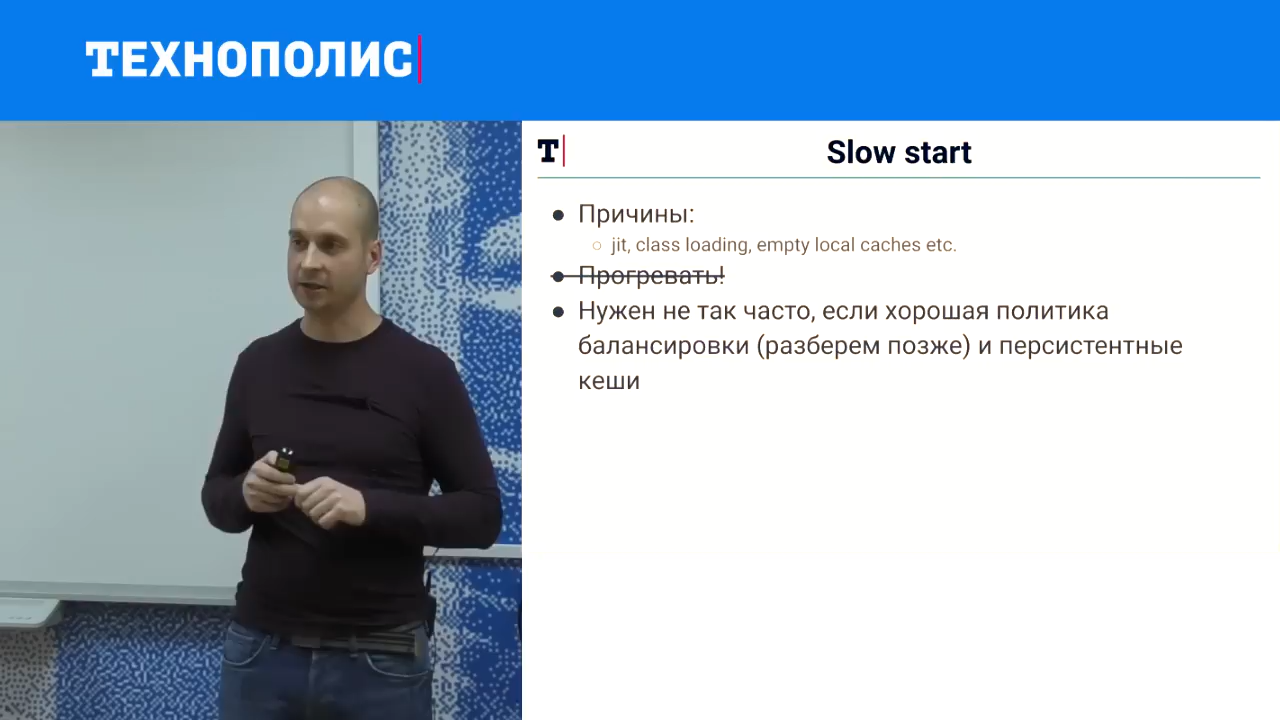 ТЕХНОПОЛИС
T
Slow start
● Причины:
○ jit, class loading, empty local caches etc.
● Прогревать!
● Нужен не так часто, если хорошая политика
балансировки (разберем позже) и персистентные
кеши